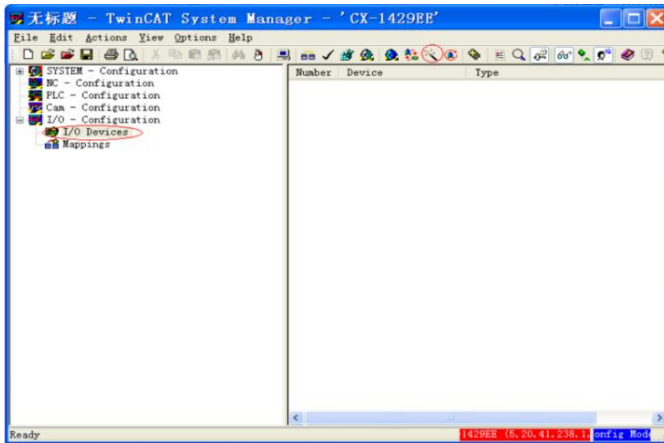 无标题 - TwinCAT System Manager - 'CX-1429EE'
File Edit Actions View Options Help
SYSTEM - Configuration
NC - Configuration
PLC - Configuration
Cam - Configuration
I/O - Configuration
I/O Devices
Mappings
Number Device Type
Ready
1429EE (5.20.41.238.1. onfig Mod